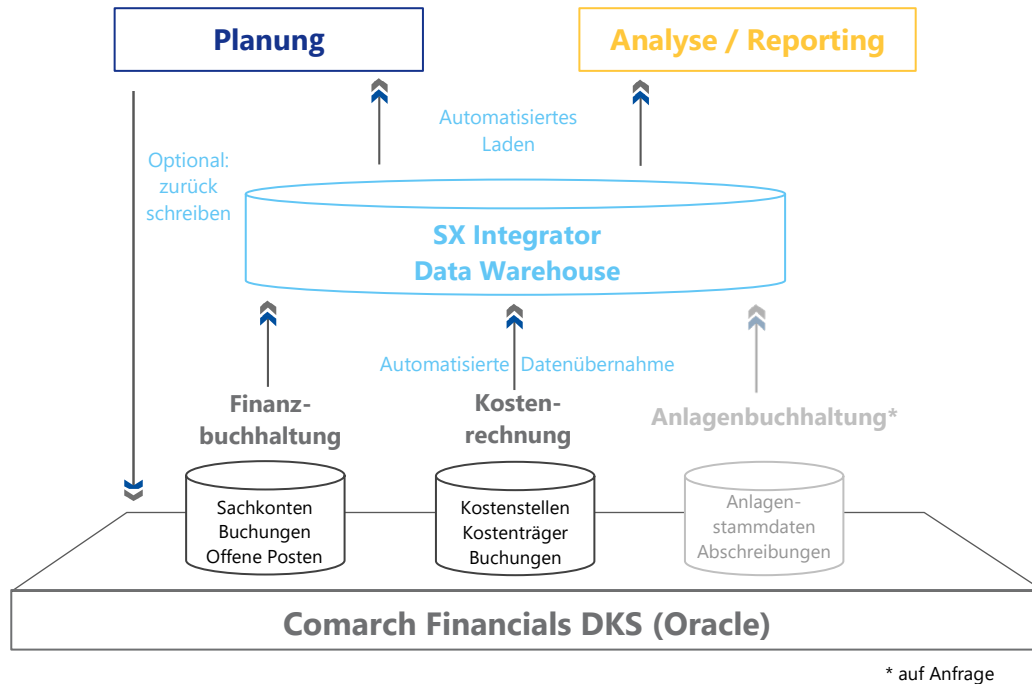 Planung
Analyse / Reporting
Automatisiertes
Laden
Optional:
zurück
schreiben
SX Integrator
Data Warehouse
Automatisierte Datenübernahme
Finanz-
buchhaltung
Kosten-
rechnung
Anlagenbuchhaltung*
Sachkonten
Buchungen
Offene Posten
Kostenstellen
Kostenträger
Buchungen
Anlagen-
stammdaten
Abschreibungen
Comarch Financials DKS (Oracle)
* auf Anfrage